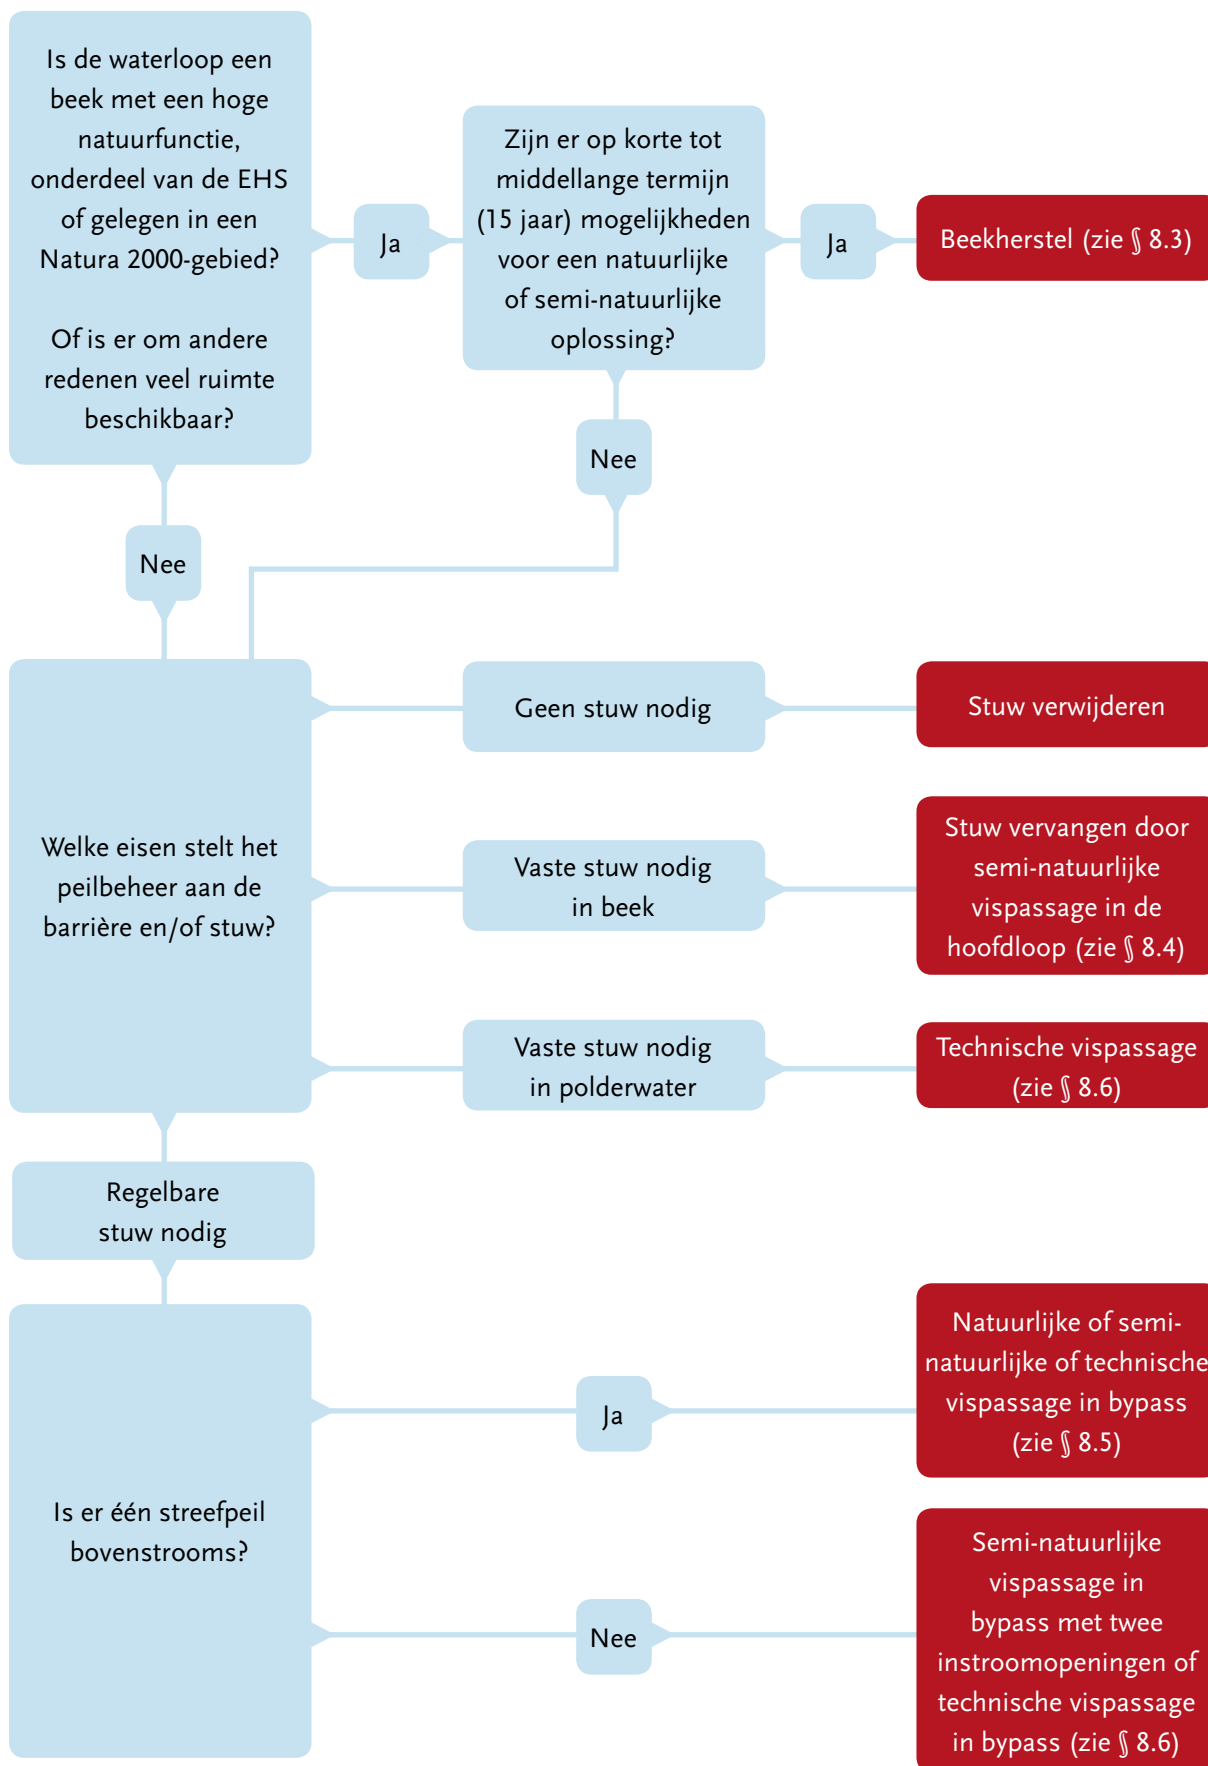 Is de waterloop een
beek met een hoge
natuurfunctie,
onderdeel van de EHS
of gelegen in een
Natura 2000-gebied?
Of is er om andere
redenen veel ruimte
beschikbaar?
Ja
Zijn er op korte tot
middellange termijn
(15 jaar) mogelijkheden
voor een natuurlijke
of semi-natuurlijke
oplossing?
Ja
Beekherstel (zie § 8.3)
Nee
Nee
Welke eisen stelt het
peilbeheer aan de
barrière en/of stuw?
Geen stuw nodig
Stuw verwijderen
Vaste stuw nodig
in beek
Stuw vervangen door
semi-natuurlijke
vispassage in de
hoofdloop (zie § 8.4)
Vaste stuw nodig
in polderwater
Technische vispassage
(zie § 8.6)
Regelbare
stuw nodig
Is er één streefpeil
bovenstrooms?
Ja
Natuurlijke of semi-
natuurlijke of technische
vispassage in bypass
(zie § 8.5)
Nee
Semi-natuurlijke
vispassage in
bypass met twee
instroomopeningen of
technische vispassage
in bypass (zie § 8.6)